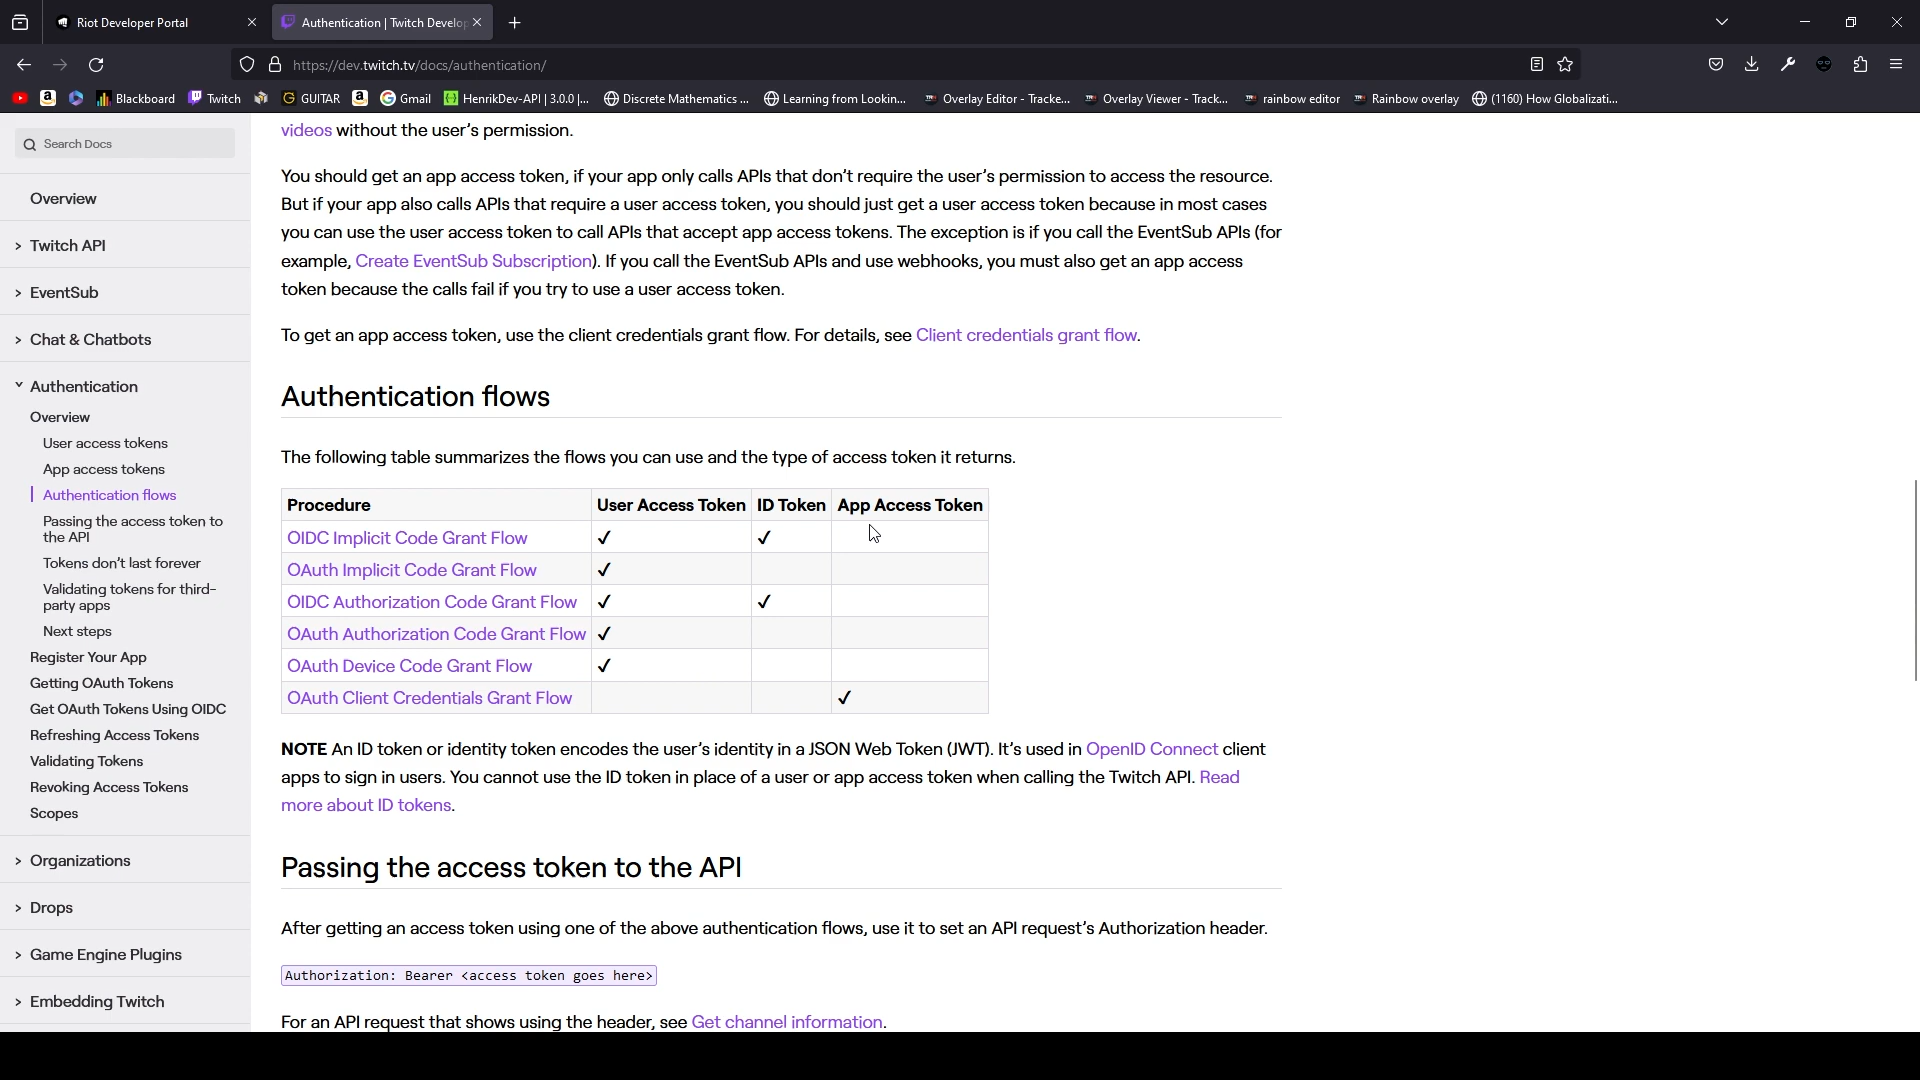 Riot Developer Portal
Authentication | Twitch Develop
https://dev.twitch.tv/docs/authentication/
Blackboard
Twitch
GUITAR
Gmail
HenrikDev-API | 3.0.0 |...
Discrete Mathematics ...
Learning from Lookin...
Overlay Editor - Tracke...
Overlay Viewer - Track...
rainbow editor
Rainbow overlay
(1160) How Globalizati...
Search Docs
Overview
Twitch API
EventSub
Chat & Chatbots
Authentication
Overview
User access tokens
App access tokens
Authentication flows
Passing the access token to
the API
Tokens don't last forever
Validating tokens for third-
party apps
Next steps
Register Your App
Getting OAuth Tokens
Get OAuth Tokens Using OIDC
Refreshing Access Tokens
Validating Tokens
Revoking Access Tokens
Scopes
Organizations
Drops
Game Engine Plugins
Embedding Twitch
videos without the user's permission.
You should get an app access token, if your app only calls APIs that don't require the user's permission to access the resource.
But if your app also calls APIs that require a user access token, you should just get a user access token because in most cases
you can use the user access token to call APIs that accept app access tokens. The exception is if you call the EventSub APIs (for
example, Create EventSub Subscription). If you call the EventSub APIs and use webhooks, you must also get an app access
token because the calls fail if you try to use a user access token.
To get an app access token, use the client credentials grant flow. For details, see Client credentials grant flow.
Authentication flows
The following table summarizes the flows you can use and the type of access token it returns.
Procedure User Access Token ID Token App Access Token
OIDC Implicit Code Grant Flow ✓ ✓
OAuth Implicit Code Grant Flow ✓
OIDC Authorization Code Grant Flow ✓ ✓
OAuth Authorization Code Grant Flow ✓
OAuth Device Code Grant Flow ✓
OAuth Client Credentials Grant Flow ✓
NOTE An ID token or identity token encodes the user's identity in a JSON Web Token (JWT). It's used in OpenID Connect client
apps to sign in users. You cannot use the ID token in place of a user or app access token when calling the Twitch API. Read
more about ID tokens.
Passing the access token to the API
After getting an access token using one of the above authentication flows, use it to set an API request's Authorization header.
Authorization: Bearer <access token goes here>
For an API request that shows using the header, see Get channel information.